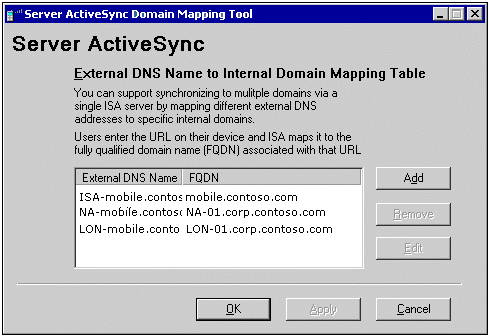 Server ActiveSync Domain Mapping Tool
Server ActiveSync
External DNS Name to Internal Domain Mapping Table
You can support synchronizing to mulitple domains via a
single ISA server by mapping different external DNS
addresses to specific internal domains.
Users enter the URL on their device and ISA maps it to the
fully qualified domain name (FQDN) associated with that URL
External DNS Name FQDN
ISA-mobile.contos mobile.contoso.com
NA-mobile.contosc NA-01.corp.contoso.com
LON-mobile.conto LON-01.corp.contoso.com
Add
Remove
Edit
OK Apply Cancel